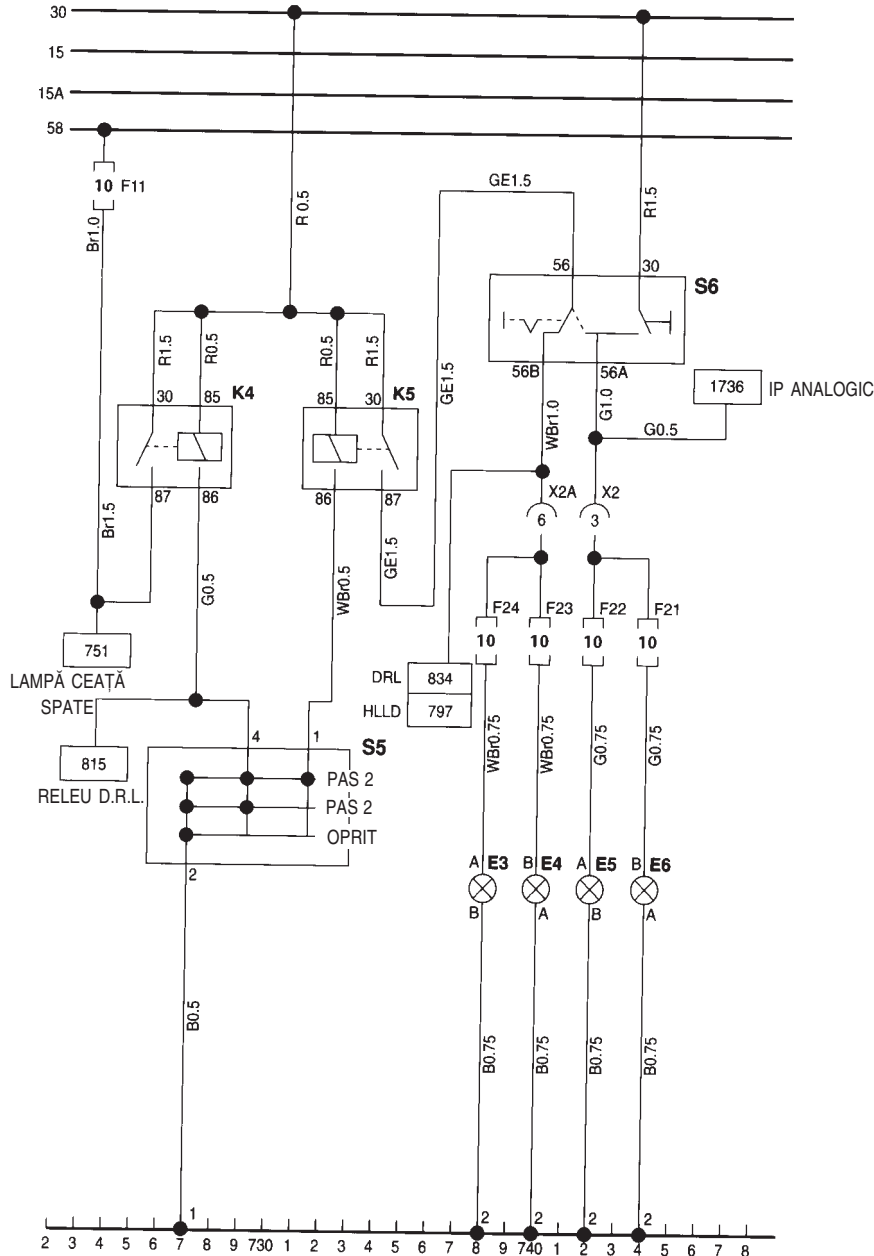 30
15
15A
58
10 F11
Br1.0
R 0.5
GE1.5
R1.5
56 30
S6
56B 56A
1736 IP ANALOGIC
G0.5
WBr1.0
G1.0
R1.5 R0.5 R0.5 R1.5
GE1.5
30 85 K4
85 30 K5
87 86
86 87
X2A X2
6 3
Br1.5
G0.5
WBr0.5
GE1.5
F24 F23 F22 F21
10 10 10 10
751
LAMPĂ CEAȚĂ
SPATE
DRL 834
HLLD 797
WBr0.75 WBr0.75 G0.75 G0.75
4 1
S5
815
RELEU D.R.L.
PAS 2
PAS 2
OPRIT
2
A E3 B E4 A E5 B E6
B A B A
B0.5
B0.75 B0.75 B0.75 B0.75
1 2 2 2 2
2 3 4 5 6 7 8 9 730 1 2 3 4 5 6 7 8 9 740 1 2 3 4 5 6 7 8